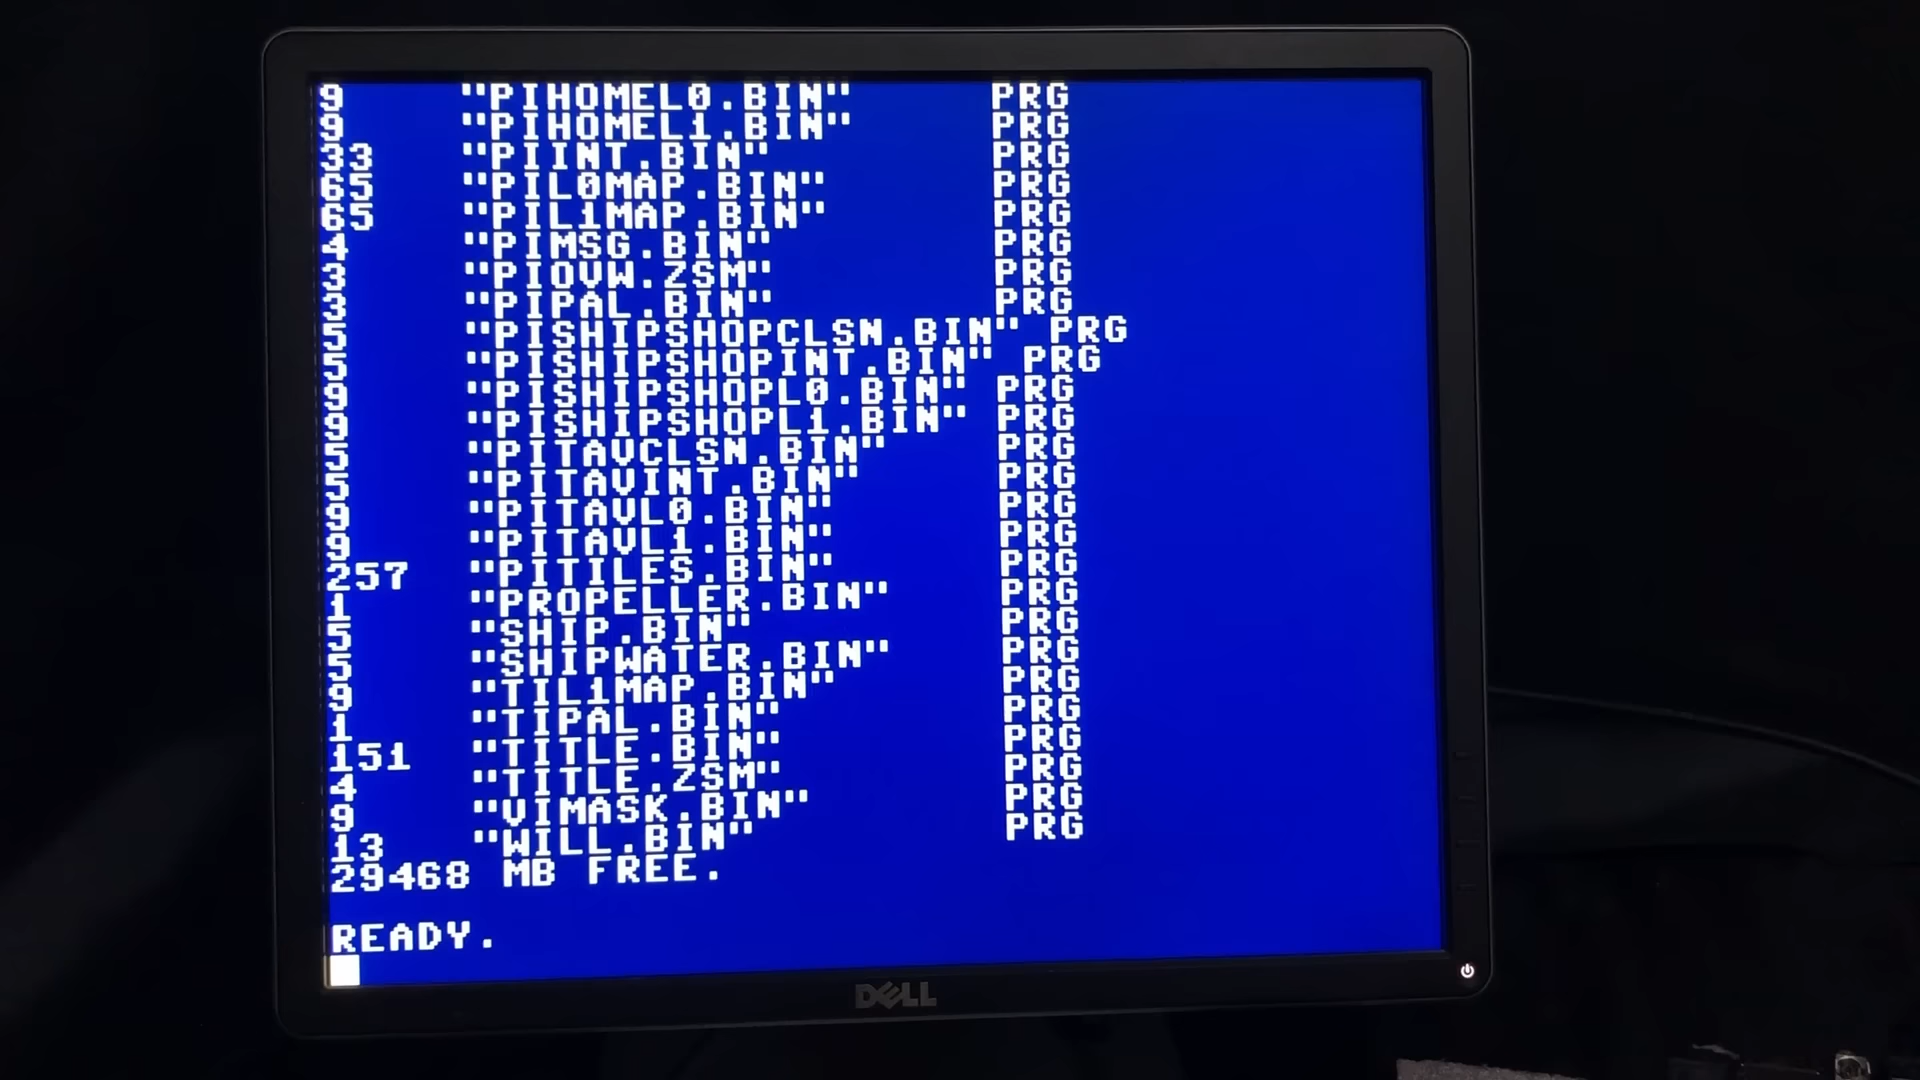 9 "PIHOMEL0.BIN" PRG
9 "PIHOMEL1.BIN" PRG
33 "PIINT.BIN" PRG
65 "PIL0MAP.BIN" PRG
65 "PIL1MAP.BIN" PRG
4 "PIMSG.BIN" PRG
3 "PIOVW.ZSM" PRG
3 "PIPAL.BIN" PRG
5 "PISHIPSHOPCLSN.BIN" PRG
5 "PISHIPSHOPINT.BIN" PRG
9 "PISHIPSHOPL0.BIN" PRG
9 "PISHIPSHOPL1.BIN" PRG
5 "PITAVCLSN.BIN" PRG
5 "PITAVINT.BIN" PRG
9 "PITAVL0.BIN" PRG
9 "PITAVL1.BIN" PRG
257 "PITILES.BIN" PRG
1 "PROPELLER.BIN" PRG
5 "SHIP.BIN" PRG
5 "SHIPWATER.BIN" PRG
9 "TIL1MAP.BIN" PRG
1 "TIPAL.BIN" PRG
151 "TITLE.BIN" PRG
4 "TITLE.ZSM" PRG
9 "VIMASK.BIN" PRG
13 "WILL.BIN" PRG
29468 MB FREE.
READY.
DELL